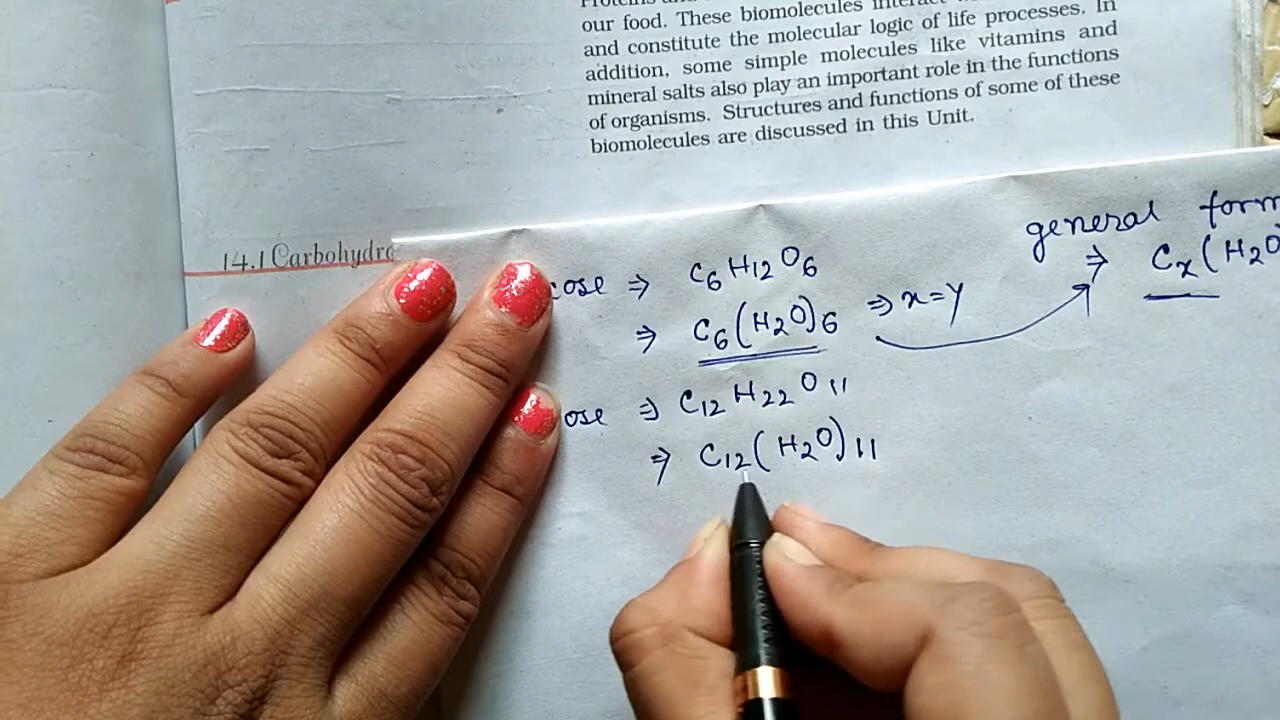 our food. These biomolecules interact
and constitute the molecular logic of life processes. In
addition, some simple molecules like vitamins and
mineral salts also play an important role in the functions
of organisms. Structures and functions of some of these
biomolecules are discussed in this Unit.
14.1 Carbohydra
general form
cose ⇒ C6H12O6 ⇒ Cx(H2O
⇒ C6(H2O)6 ⇒ x=y
ose ⇒ C12H22O11
⇒ C12(H2O)11